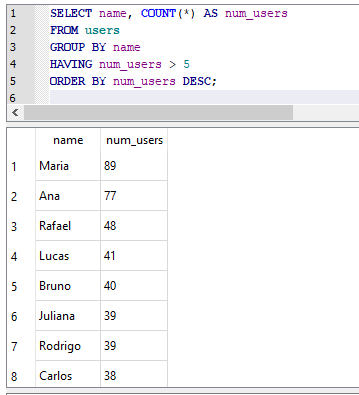 1 SELECT name, COUNT(*) AS num_users
2 FROM users
3 GROUP BY name
4 HAVING num_users > 5
5 ORDER BY num_users DESC;
6
name num_users
1 Maria 89
2 Ana 77
3 Rafael 48
4 Lucas 41
5 Bruno 40
6 Juliana 39
7 Rodrigo 39
8 Carlos 38